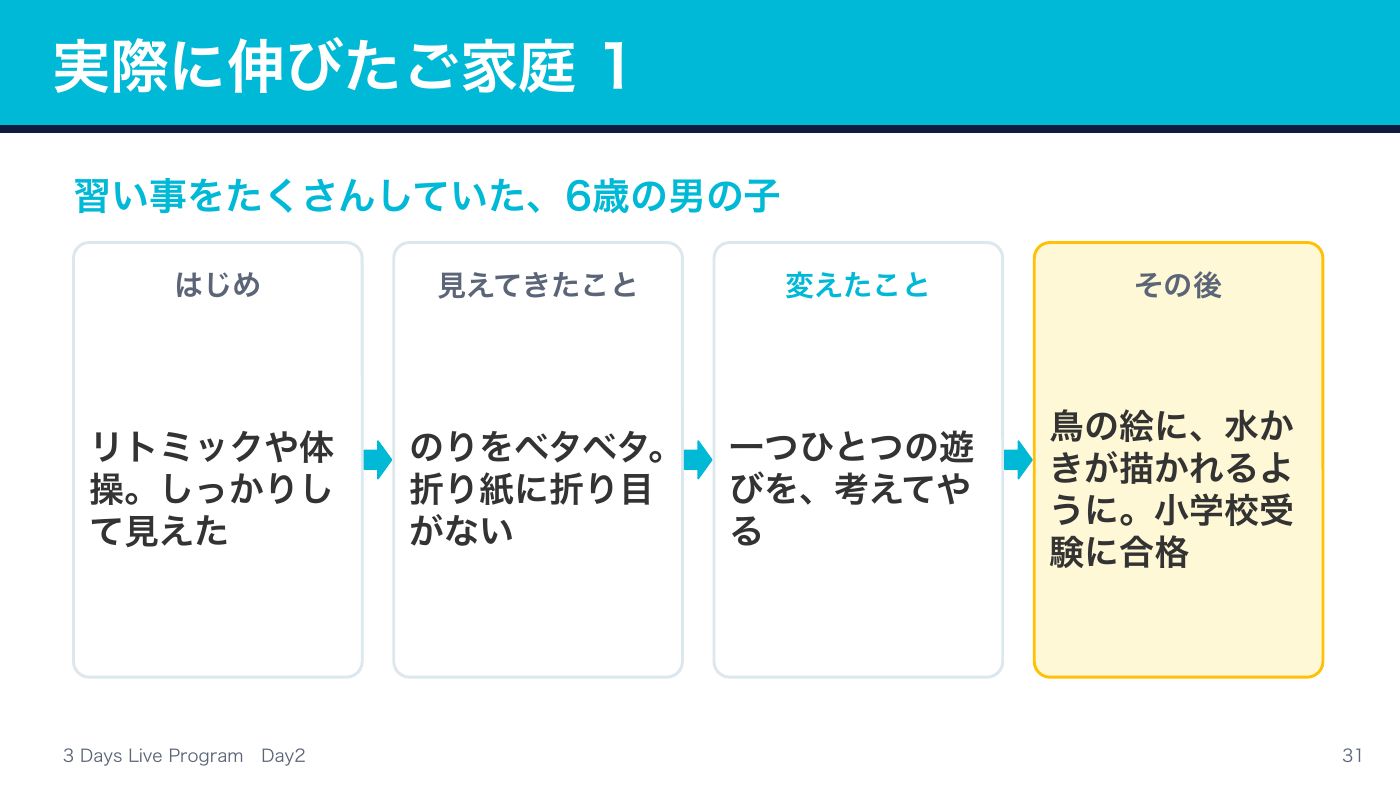 実際に伸びたご家庭 1
習い事をたくさんしていた、6歳の男の子
はじめ
リトミックや体
操。しっかりし
て見えた
見えてきたこと
のりをベタベタ。
折り紙に折り目
がない
変えたこと
一つひとつの遊
びを、考えてや
る
その後
鳥の絵に、水か
きが描かれるよ
うに。小学校受
験に合格
3 Days Live Program　Day2
31